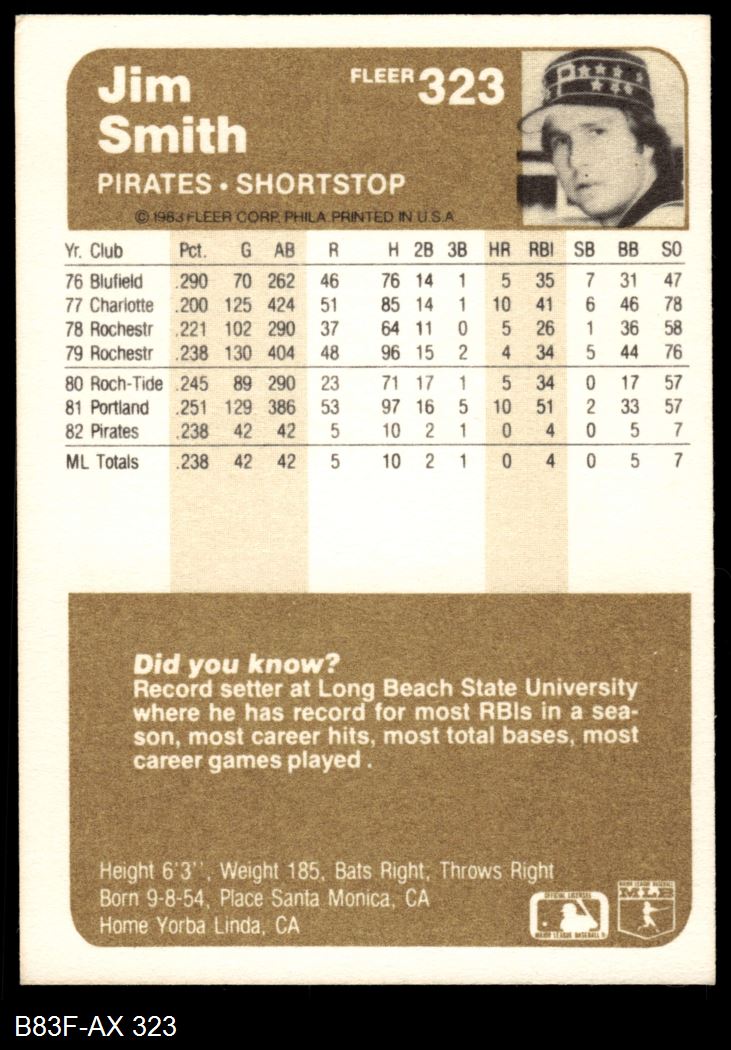 Jim
Smith
FLEER 323
PIRATES • SHORTSTOP
© 1983 FLEER CORP. PHILA. PRINTED IN U.S.A.
Yr. Club Pct. G AB R H 2B 3B HR RBI SB BB SO
76 Blufield .290 70 262 46 76 14 1 5 35 7 31 47
77 Charlotte .200 125 424 51 85 14 1 10 41 6 46 78
78 Rochestr .221 102 290 37 64 11 0 5 26 1 36 58
79 Rochestr .238 130 404 48 96 15 2 4 34 5 44 76
80 Roch-Tide .245 89 290 23 71 17 1 5 34 0 17 57
81 Portland .251 129 386 53 97 16 5 10 51 2 33 57
82 Pirates .238 42 42 5 10 2 1 0 4 0 5 7
ML Totals .238 42 42 5 10 2 1 0 4 0 5 7
Did you know?
Record setter at Long Beach State University
where he has record for most RBIs in a sea-
son, most career hits, most total bases, most
career games played .
Height 6'3'', Weight 185, Bats Right, Throws Right
Born 9-8-54, Place Santa Monica, CA
Home Yorba Linda, CA
OFFICIAL LICENSEE
MAJOR LEAGUE BASEBALL
MAJOR LEAGUE BASEBALL
B83F-AX 323